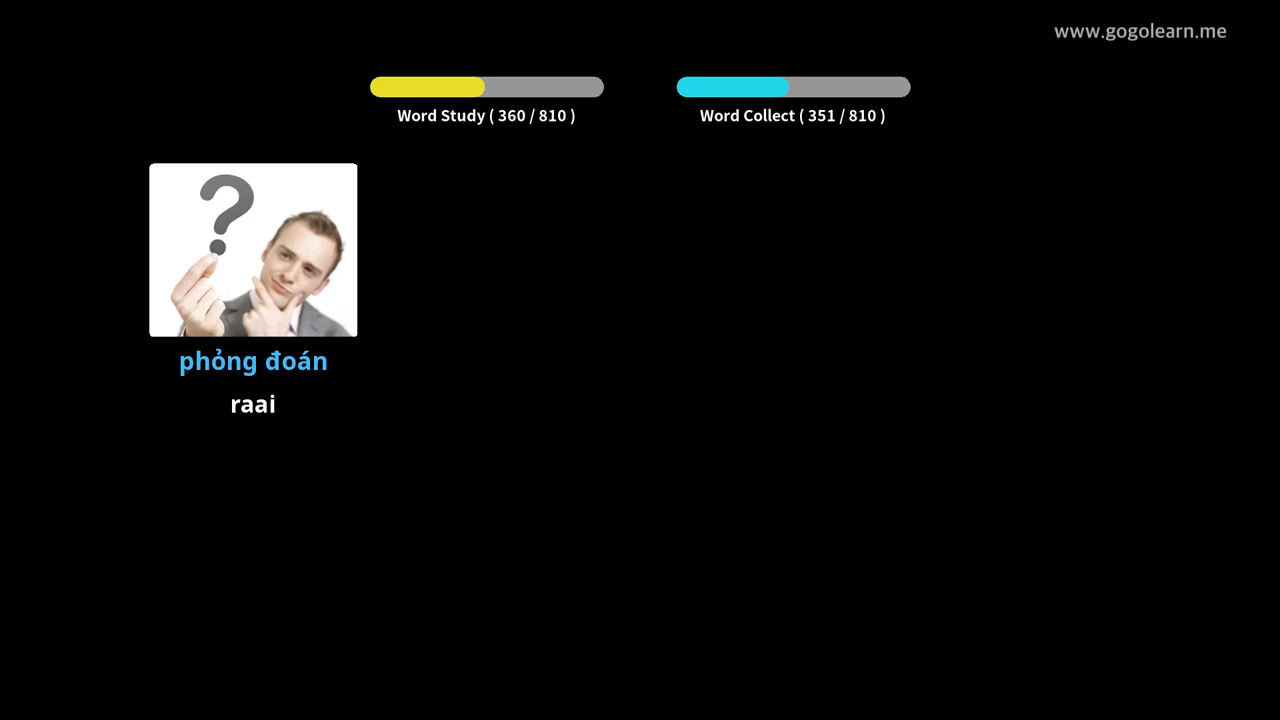 www.gogolearn.me
Word Study ( 360 / 810 )
Word Collect ( 351 / 810 )
?
phỏng đoán
raai